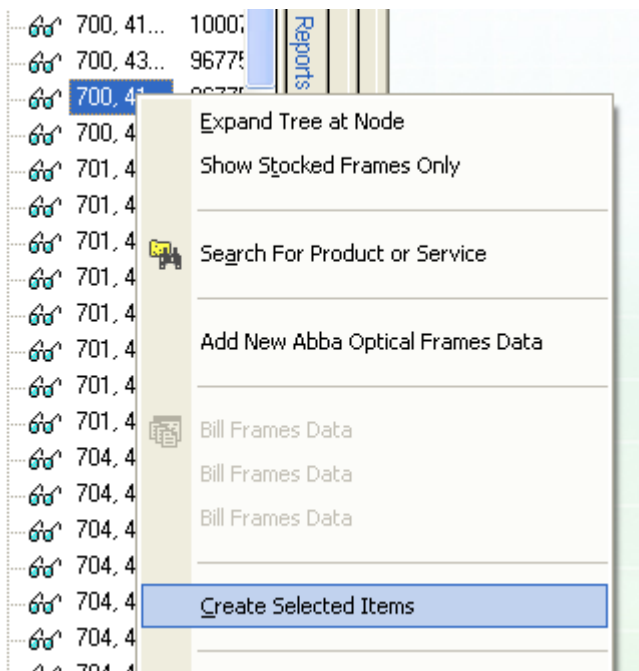 700, 41... 1000
700, 43... 9677
Reports
700, 41
Expand Tree at Node
700, 4
Show Stocked Frames Only
701, 4
701, 4
701, 4
Search For Product or Service
701, 4
701, 4
701, 4
Add New Abba Optical Frames Data
701, 4
701, 4
Bill Frames Data
704, 4
Bill Frames Data
704, 4
Bill Frames Data
704, 4
704, 4
704, 4
Create Selected Items
704, 4